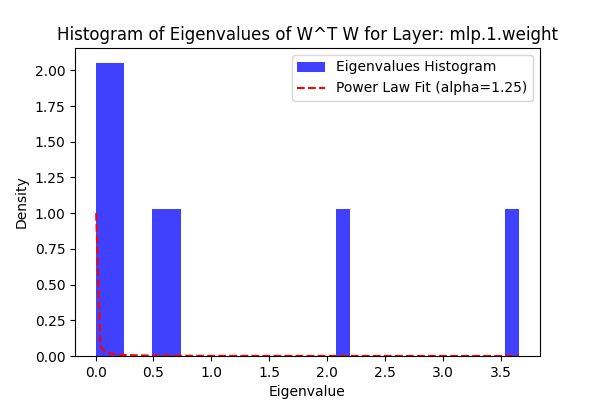 Histogram of Eigenvalues of W^T W for Layer: mlp.1.weight
Eigenvalues Histogram
Power Law Fit (alpha=1.25)
2.00
1.75
1.50
1.25
1.00
0.75
0.50
0.25
0.00
Density
0.0 0.5 1.0 1.5 2.0 2.5 3.0 3.5
Eigenvalue